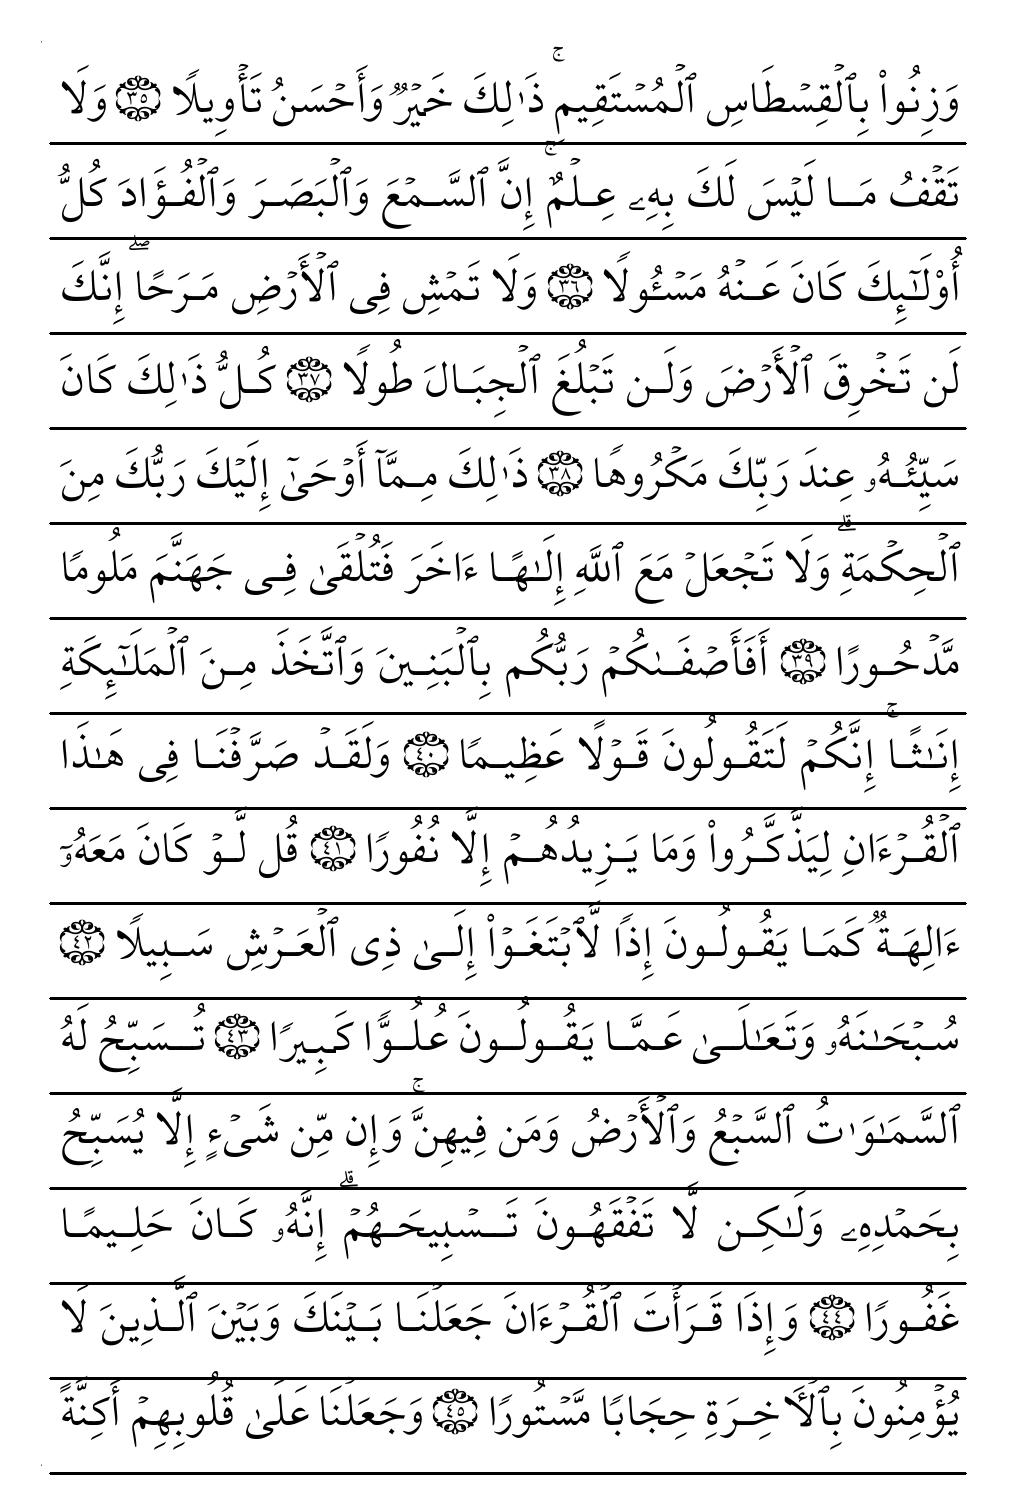 وَزِنُوا۟ بِٱلْقِسْطَاسِ ٱلْمُسْتَقِيمِ ۚ ذَٰلِكَ خَيْرٌ وَأَحْسَنُ تَأْوِيلًا ٣٥ وَلَا
تَقْفُ مَا لَيْسَ لَكَ بِهِۦ عِلْمٌ ۚ إِنَّ ٱلسَّمْعَ وَٱلْبَصَرَ وَٱلْفُؤَادَ كُلُّ
أُو۟لَـٰٓئِكَ كَانَ عَنْهُ مَسْـُٔولًا ٣٦ وَلَا تَمْشِ فِى ٱلْأَرْضِ مَرَحًا ۖ إِنَّكَ
لَن تَخْرِقَ ٱلْأَرْضَ وَلَن تَبْلُغَ ٱلْجِبَالَ طُولًا ٣٧ كُلُّ ذَٰلِكَ كَانَ
سَيِّئُهُۥ عِندَ رَبِّكَ مَكْرُوهًا ٣٨ ذَٰلِكَ مِمَّآ أَوْحَىٰٓ إِلَيْكَ رَبُّكَ مِنَ
ٱلْحِكْمَةِ ۗ وَلَا تَجْعَلْ مَعَ ٱللَّهِ إِلَـٰهًا ءَاخَرَ فَتُلْقَىٰ فِى جَهَنَّمَ مَلُومًا
مَّدْحُورًا ٣٩ أَفَأَصْفَىٰكُمْ رَبُّكُم بِٱلْبَنِينَ وَٱتَّخَذَ مِنَ ٱلْمَلَـٰٓئِكَةِ
إِنَـٰثًا ۚ إِنَّكُمْ لَتَقُولُونَ قَوْلًا عَظِيمًا ٤٠ وَلَقَدْ صَرَّفْنَا فِى هَـٰذَا
ٱلْقُرْءَانِ لِيَذَّكَّرُوا۟ وَمَا يَزِيدُهُمْ إِلَّا نُفُورًا ٤١ قُل لَّوْ كَانَ مَعَهُۥٓ
ءَالِهَةٌ كَمَا يَقُولُونَ إِذًا لَّٱبْتَغَوْا۟ إِلَىٰ ذِى ٱلْعَرْشِ سَبِيلًا ٤٢
سُبْحَـٰنَهُۥ وَتَعَـٰلَىٰ عَمَّا يَقُولُونَ عُلُوًّا كَبِيرًا ٤٣ تُسَبِّحُ لَهُ
ٱلسَّمَـٰوَٰتُ ٱلسَّبْعُ وَٱلْأَرْضُ وَمَن فِيهِنَّ ۚ وَإِن مِّن شَىْءٍ إِلَّا يُسَبِّحُ
بِحَمْدِهِۦ وَلَـٰكِن لَّا تَفْقَهُونَ تَسْبِيحَهُمْ ۗ إِنَّهُۥ كَانَ حَلِيمًا
غَفُورًا ٤٤ وَإِذَا قَرَأْتَ ٱلْقُرْءَانَ جَعَلْنَا بَيْنَكَ وَبَيْنَ ٱلَّذِينَ لَا
يُؤْمِنُونَ بِٱلْـَٔاخِرَةِ حِجَابًا مَّسْتُورًا ٤٥ وَجَعَلْنَا عَلَىٰ قُلُوبِهِمْ أَكِنَّةً